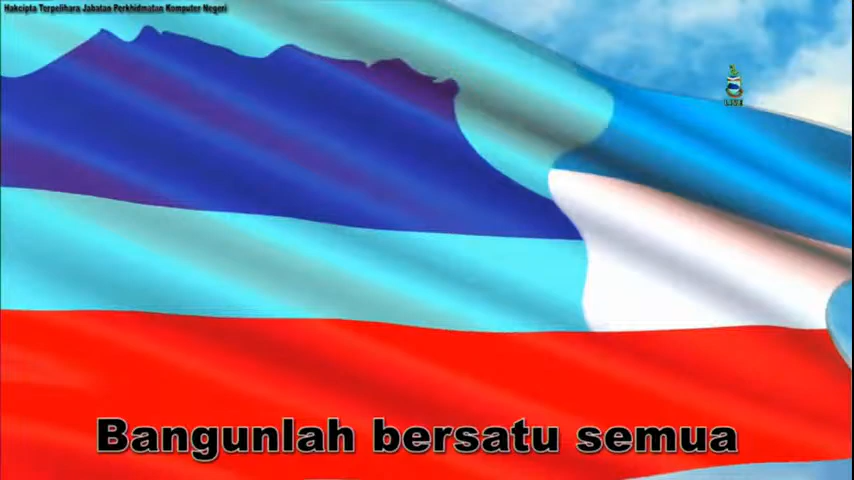 Hakcipta Terpelihara Jabatan Perkhidmatan Komputer Negeri
Bangunlah bersatu semua